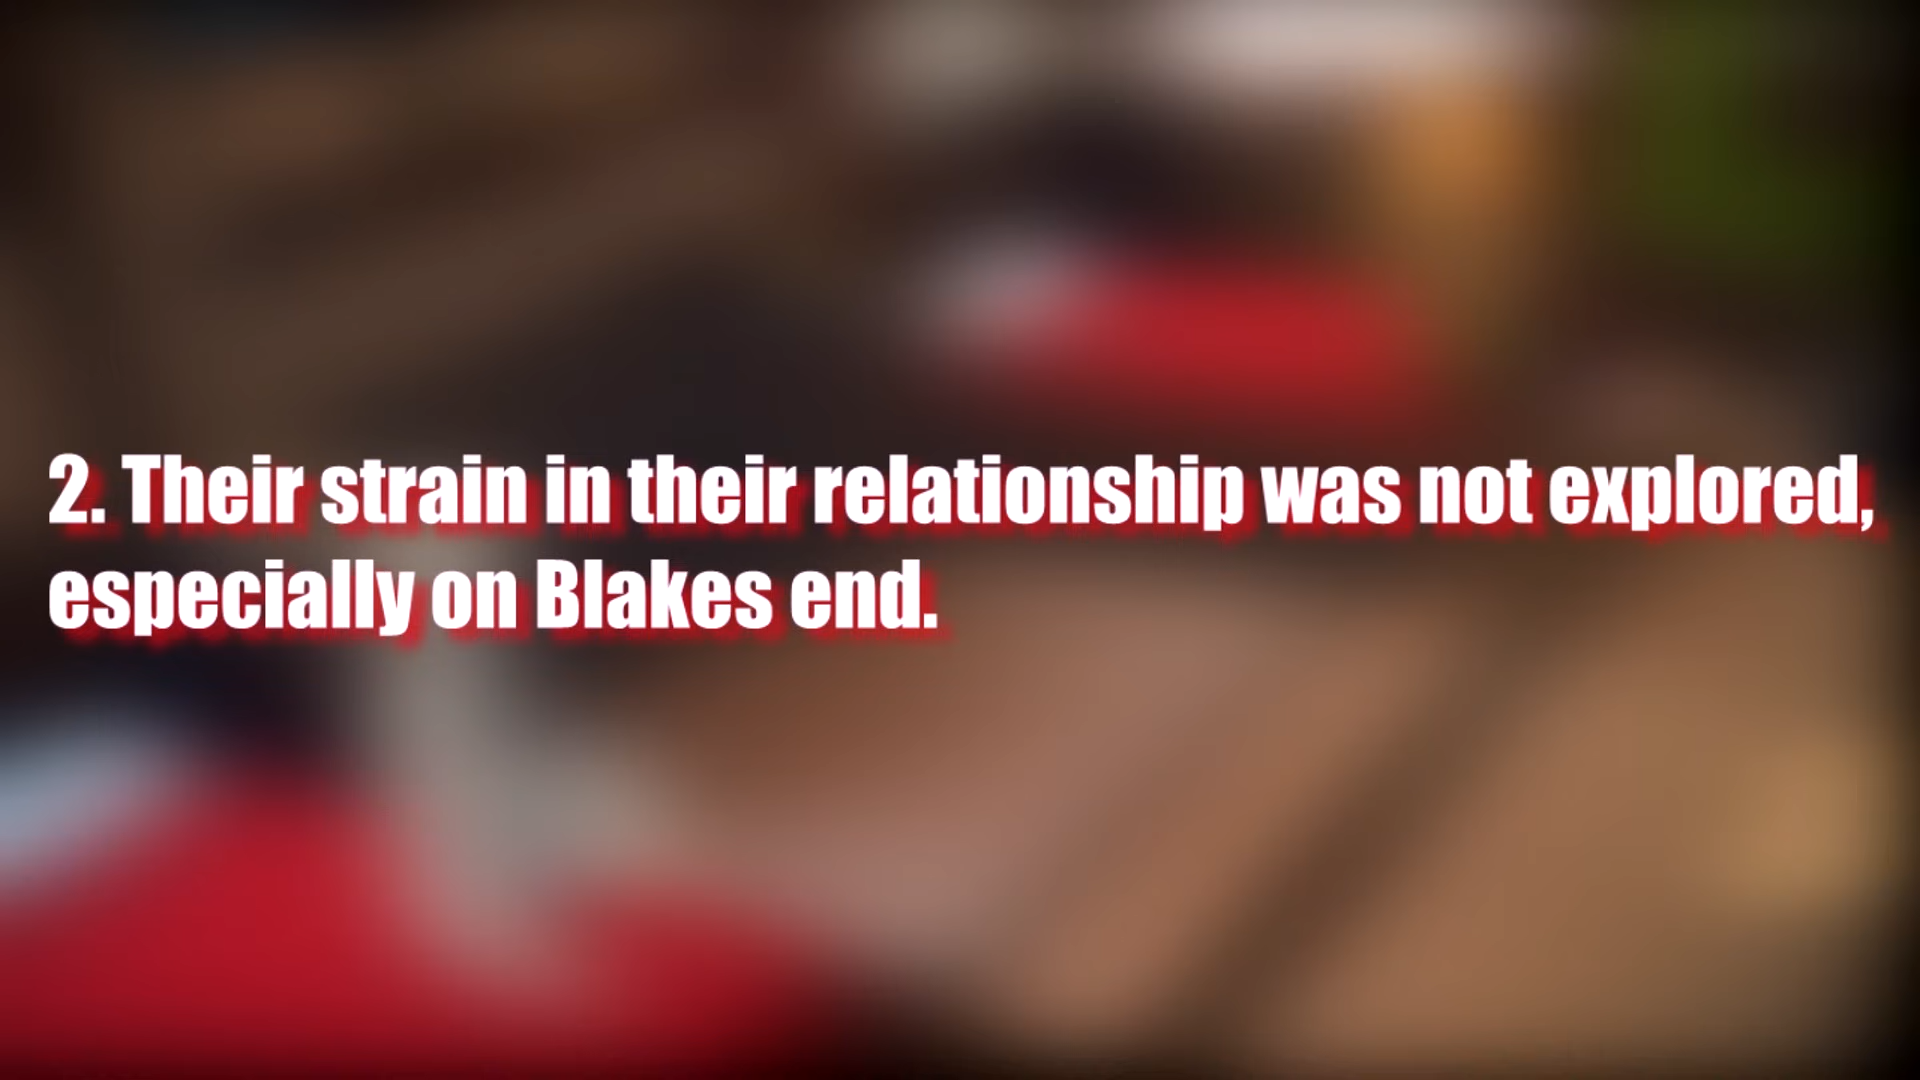 2. Their strain in their relationship was not explored,
especially on Blakes end.